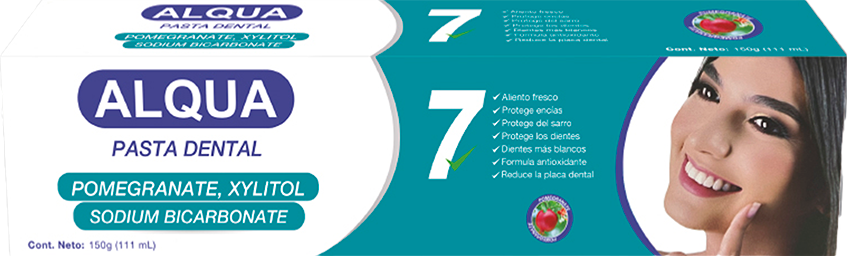 ALQUA
PASTA DENTAL
POMEGRANATE, XYLITOL
SODIUM BICARBONATE
7
Aliento fresco
Protege encías
Protege del sarro
Protege los dientes
Dientes más blancos
Formula antioxidante
Reduce la placa dental
Cont. Neto: 150g (111 mL)
ALQUA
PASTA DENTAL
POMEGRANATE, XYLITOL
SODIUM BICARBONATE
Cont. Neto: 150g (111 mL)
7
Aliento fresco
Protege encías
Protege del sarro
Protege los dientes
Dientes más blancos
Formula antioxidante
Reduce la placa dental
POMEGRANATE